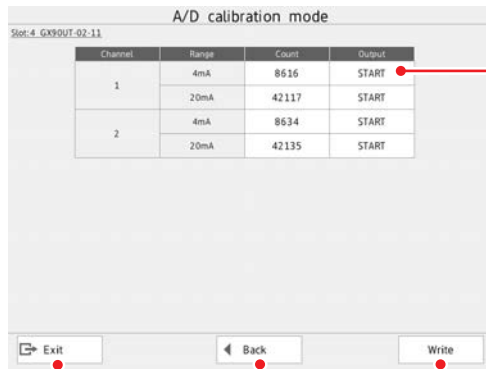 A/D calibration mode
Slot:4 GX90UT-02-11
Channel Range Count Output
1 4mA 8616 START
20mA 42117 START
2 4mA 8634 START
20mA 42135 START
Exit Back Write